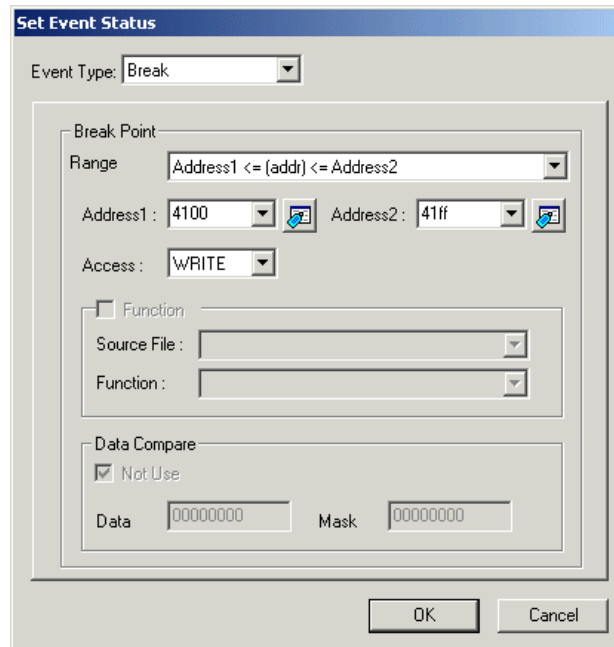 Set Event Status
Event Type: Break
Break Point
Range Address1 <= (addr) <= Address2
Address1 : 4100 Address2 : 41ff
Access : WRITE
Function
Source File :
Function :
Data Compare
Not Use
Data 00000000 Mask 00000000
OK Cancel